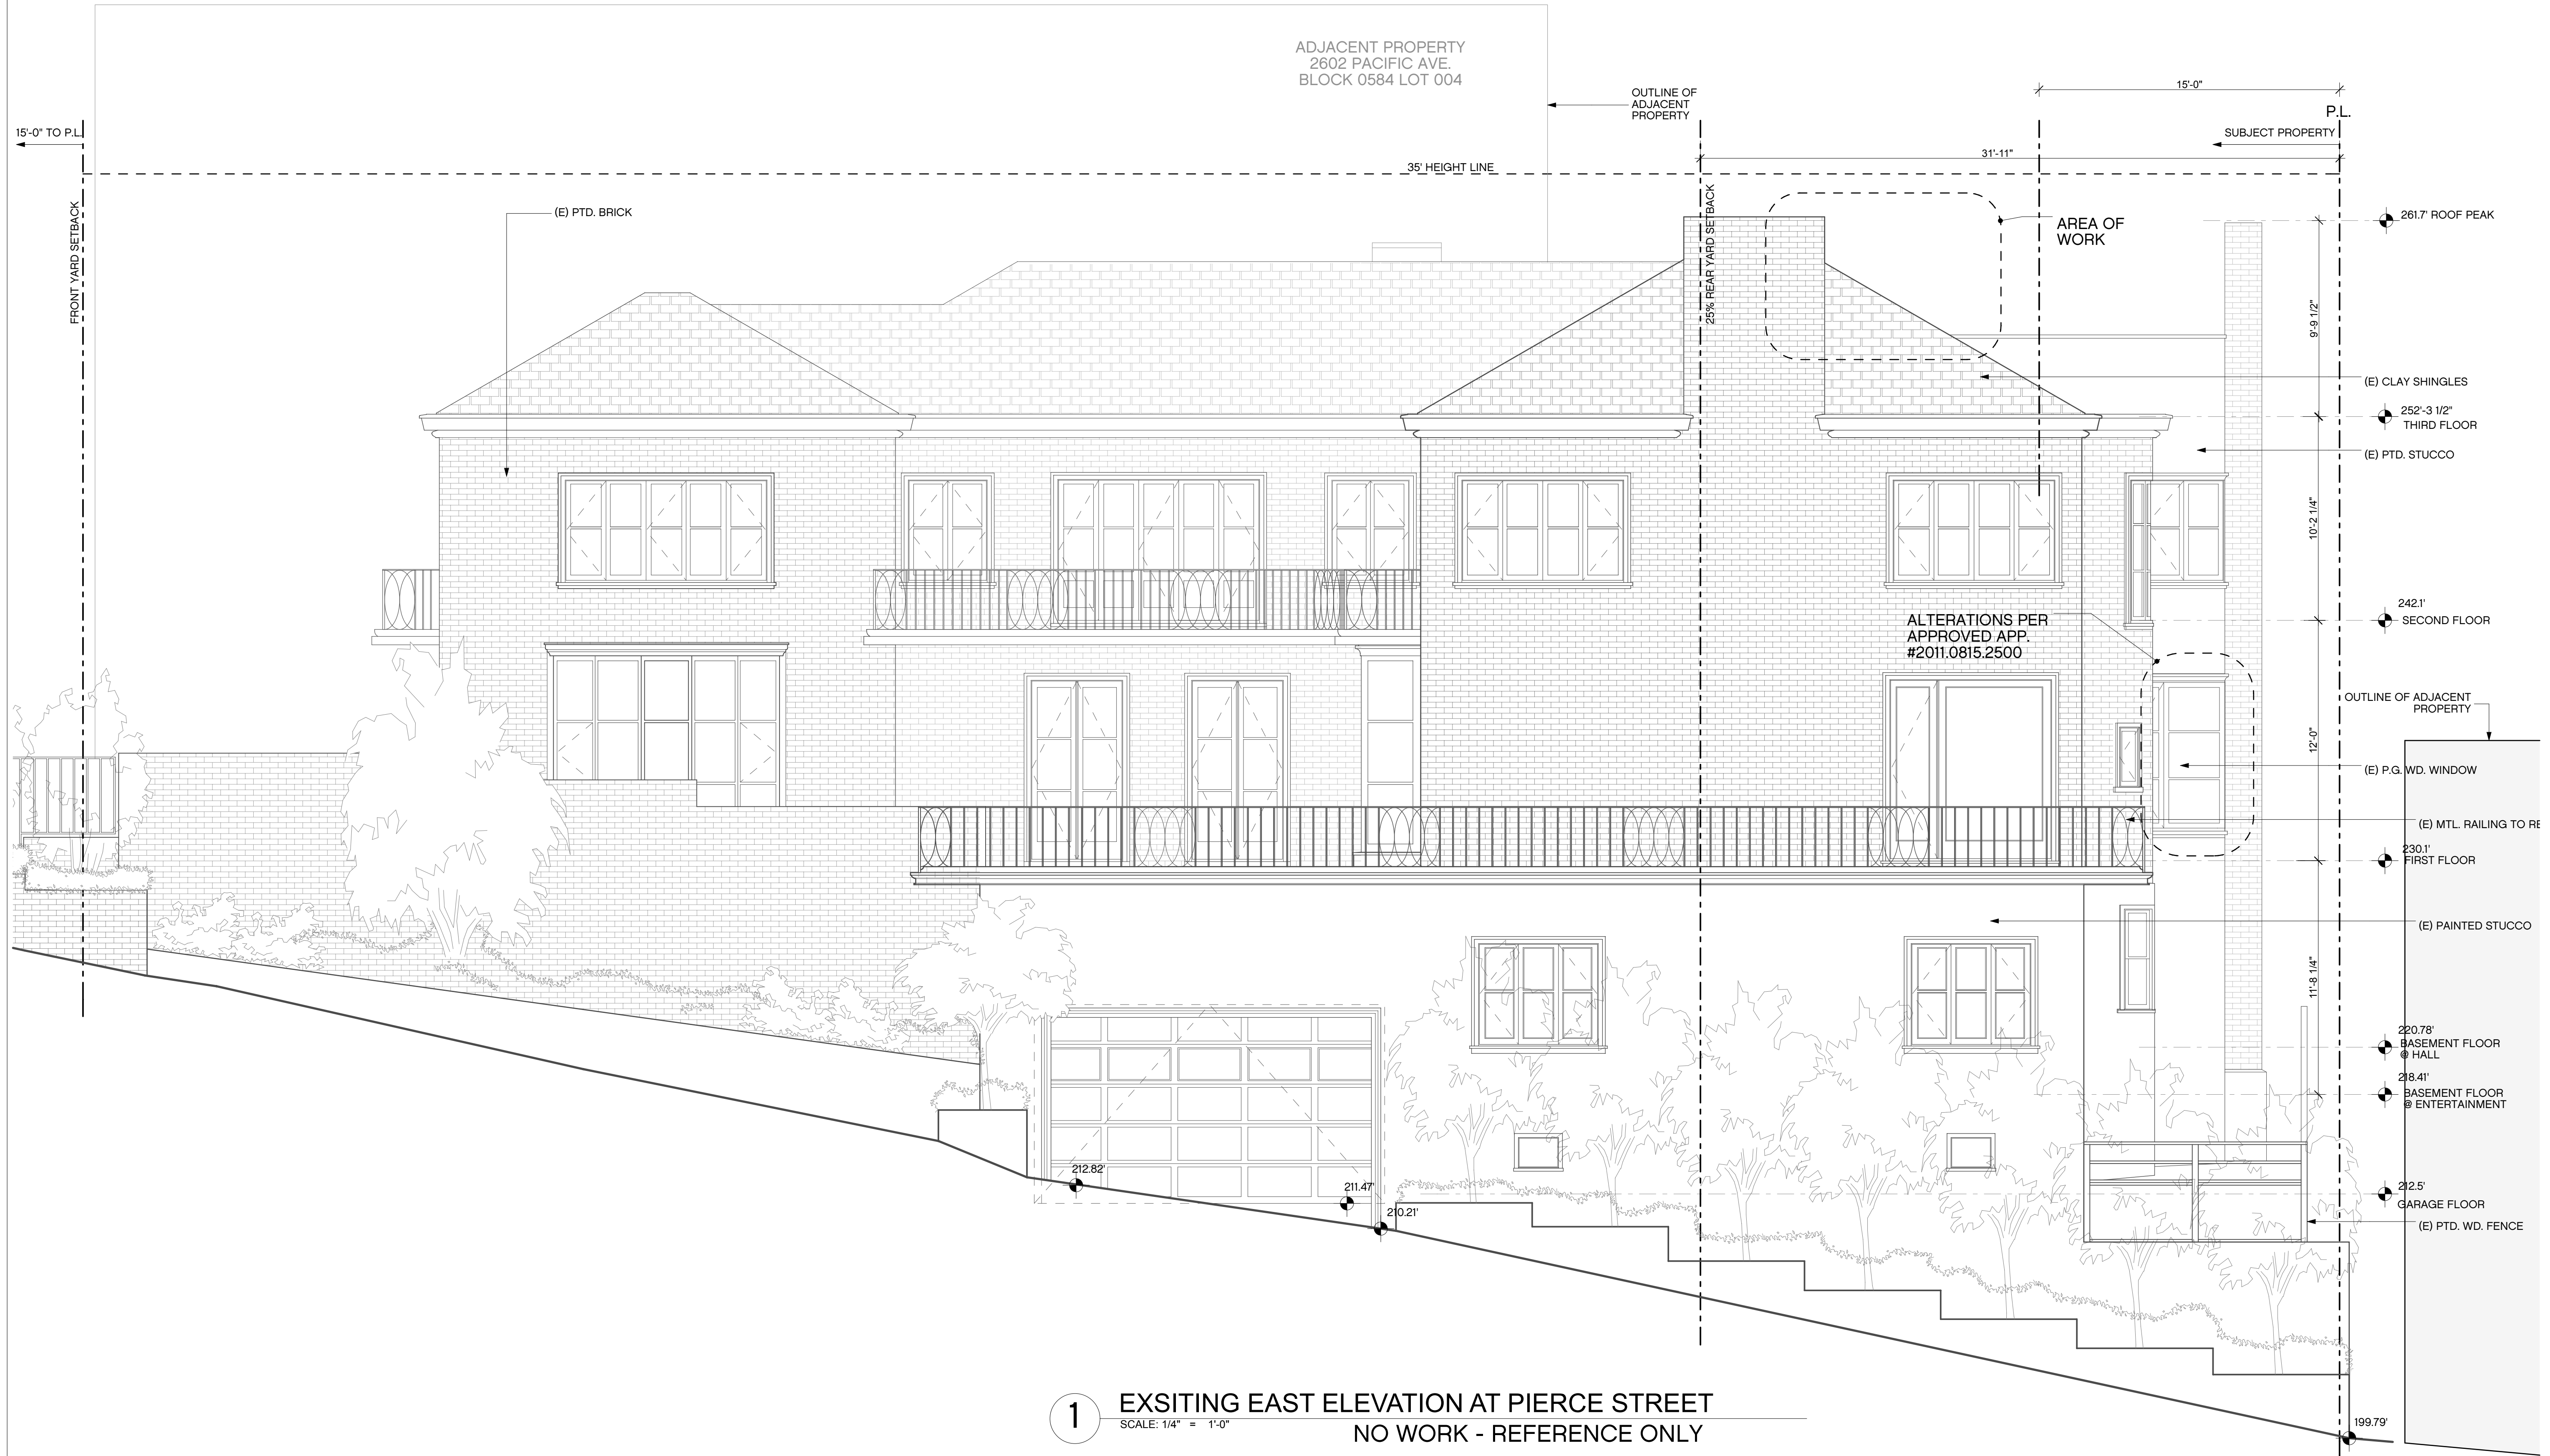 ADJACENT PROPERTY
2602 PACIFIC AVE.
BLOCK 0584 LOT 004
OUTLINE OF
ADJACENT
PROPERTY
15'-0"
P.L.
15'-0" TO P.L.
SUBJECT PROPERTY
31'-11"
35' HEIGHT LINE
FRONT YARD SETBACK
(E) PTD. BRICK
25% REAR YARD SETBACK
AREA OF
WORK
261.7' ROOF PEAK
9'-9 1/2"
(E) CLAY SHINGLES
252'-3 1/2"
THIRD FLOOR
(E) PTD. STUCCO
10'-2 1/4"
242.1'
SECOND FLOOR
ALTERATIONS PER
APPROVED APP.
#2011.0815.2500
OUTLINE OF ADJACENT
PROPERTY
12'-0"
(E) P.G. WD. WINDOW
(E) MTL. RAILING TO RE
230.1'
FIRST FLOOR
(E) PAINTED STUCCO
11'-8 1/4"
220.78'
BASEMENT FLOOR
@ HALL
218.41'
BASEMENT FLOOR
@ ENTERTAINMENT
212.82'
211.47'
210.21'
212.5'
GARAGE FLOOR
(E) PTD. WD. FENCE
1
EXSITING EAST ELEVATION AT PIERCE STREET
SCALE: 1/4" = 1'-0"
NO WORK - REFERENCE ONLY
199.79'